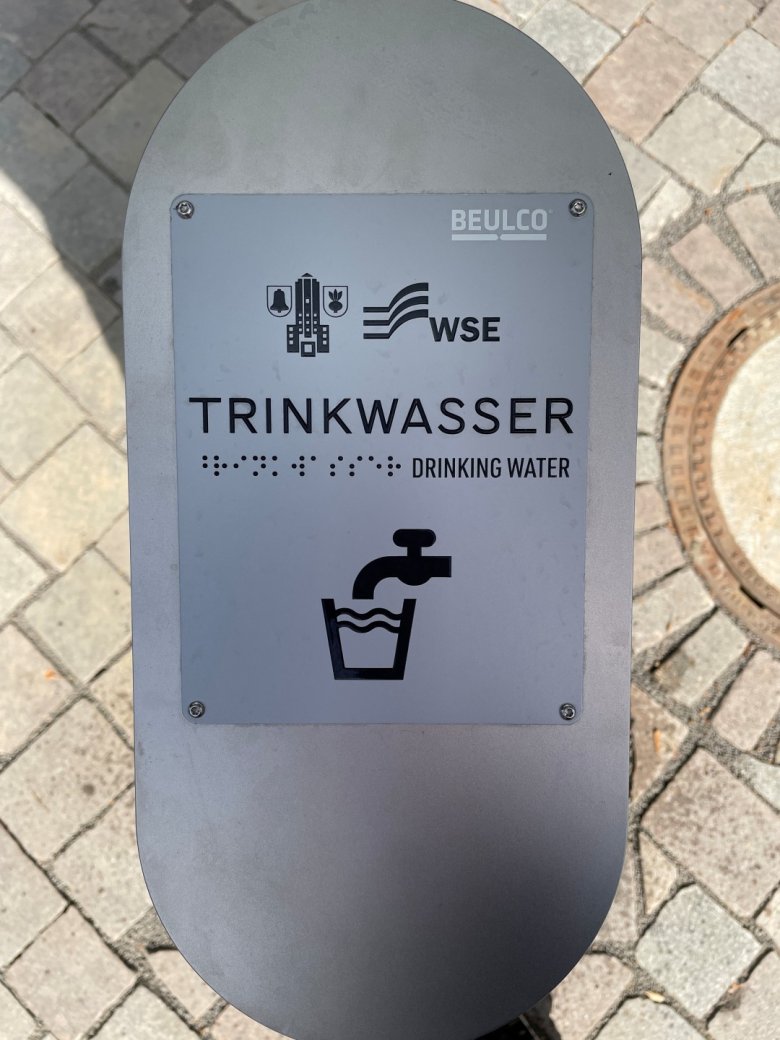 BEULCO
WSE
TRINKWASSER
⠞⠗⠊⠝⠅⠺⠁⠎⠎⠑⠗ DRINKING WATER